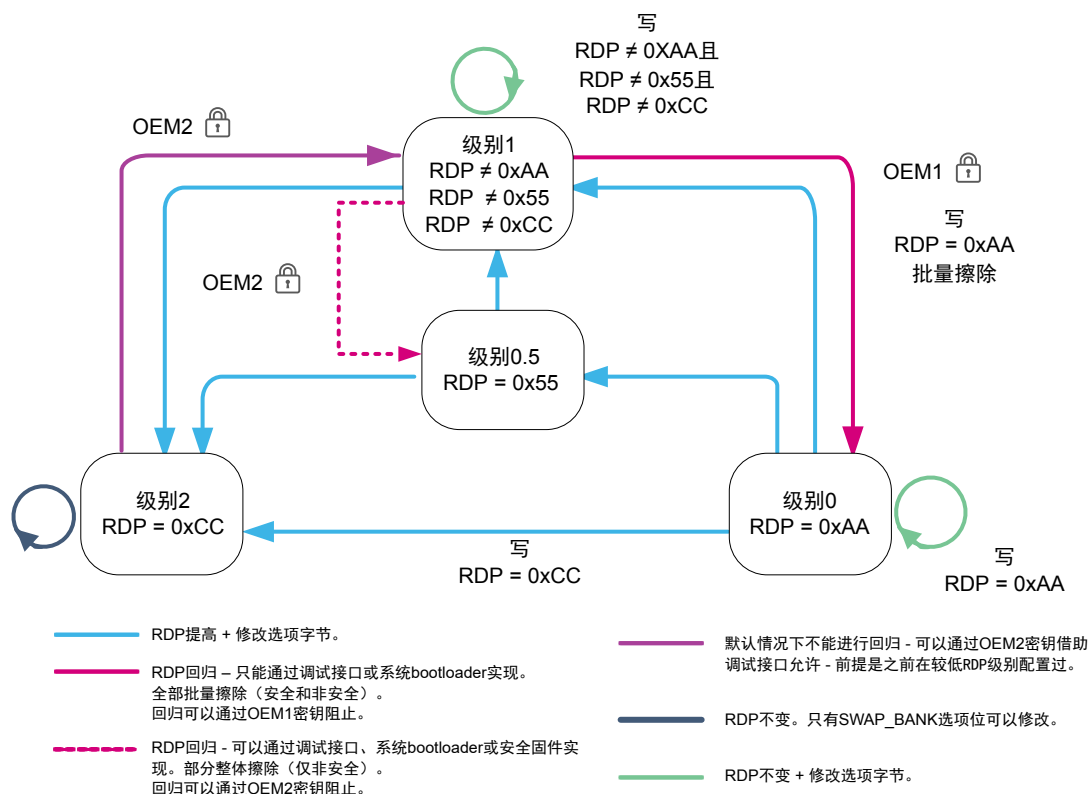 写
RDP ≠ 0XAA且
RDP ≠ 0x55且
RDP ≠ 0xCC
OEM2
级别1
RDP ≠ 0xAA
RDP ≠ 0x55
RDP ≠ 0xCC
OEM1
写
RDP = 0xAA
批量擦除
OEM2
级别0.5
RDP = 0x55
级别2
RDP = 0xCC
级别0
RDP = 0xAA
写
RDP = 0xCC
写
RDP = 0xAA
RDP提高 + 修改选项字节。
RDP回归 – 只能通过调试接口或系统bootloader实现。
全部批量擦除（安全和非安全）。
回归可以通过OEM1密钥阻止。
RDP回归 - 可以通过调试接口、系统bootloader或安全固件实
现。部分整体擦除（仅非安全）。
回归可以通过OEM2密钥阻止。
默认情况下不能进行回归 - 可以通过OEM2密钥借助
调试接口允许 - 前提是之前在较低RDP级别配置过。
RDP不变。只有SWAP_BANK选项位可以修改。
RDP不变 + 修改选项字节。